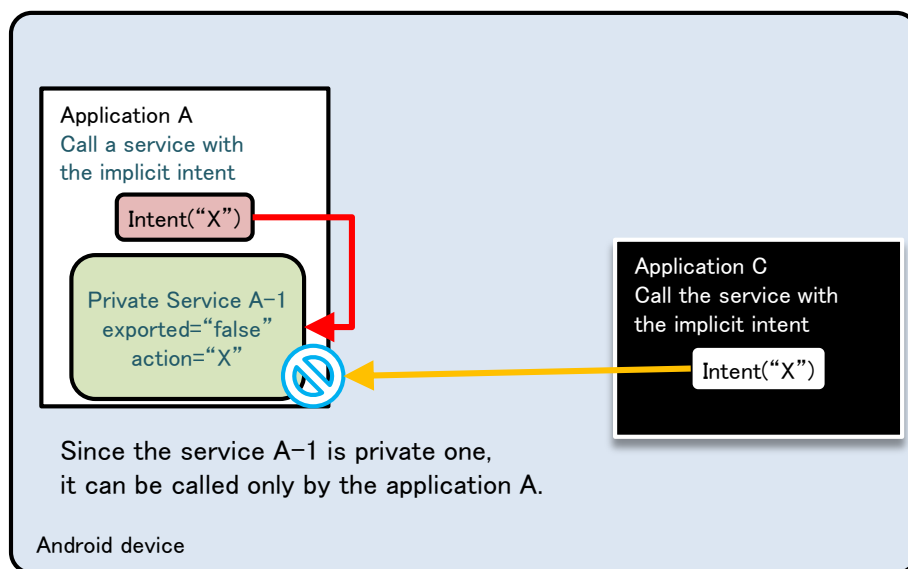 Application A
Call a service with
the implicit intent
Intent(“X”)
Private Service A-1
exported=“false”
action=“X”
Application C
Call the service with
the implicit intent
Intent(“X”)
Since the service A-1 is private one,
it can be called only by the application A.
Android device